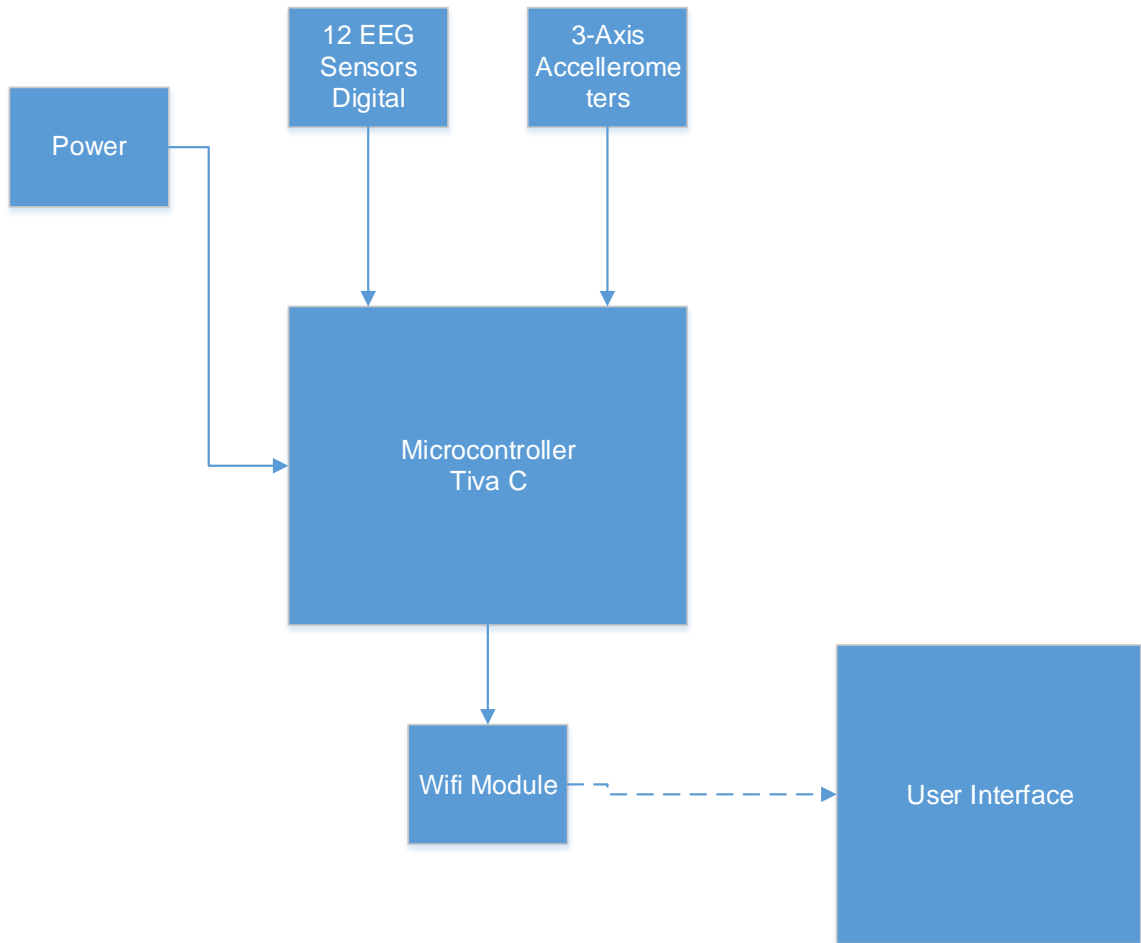 12 EEG
Sensors
Digital
3-Axis
Accellerome
ters
Power
Microcontroller
Tiva C
Wifi Module
User Interface